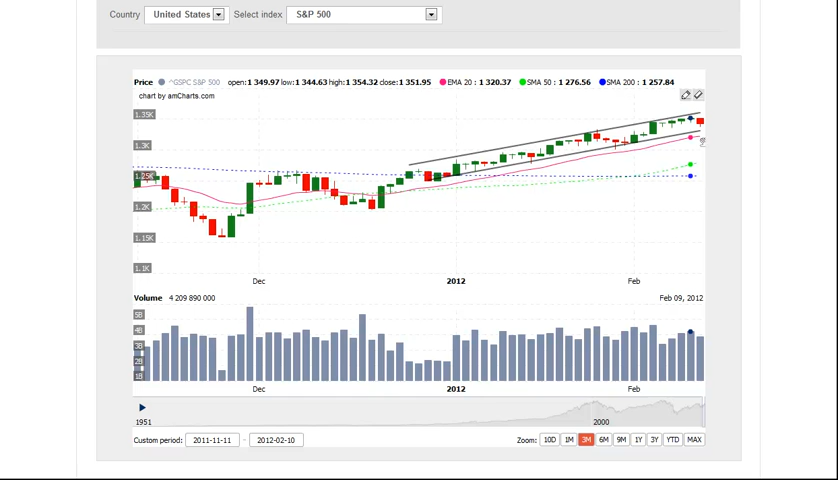 Country United States Select index S&P 500
Price ^GSPC S&P 500 open:1 349.97 low:1 344.63 high:1 354.32 close:1 351.95 EMA 20 : 1 320.37 SMA 50 : 1 276.56 SMA 200 : 1 257.84
chart by amCharts.com
1.35K
1.3K
1.25K
1.2K
1.15K
1.1K
Dec 2012 Feb
Volume 4 209 890 000 Feb 09, 2012
5B
4B
3B
2B
1B
Dec 2012 Feb
1951 2000
Custom period: 2011-11-11 - 2012-02-10 Zoom: 10D 1M 3M 6M 9M 1Y 3Y YTD MAX